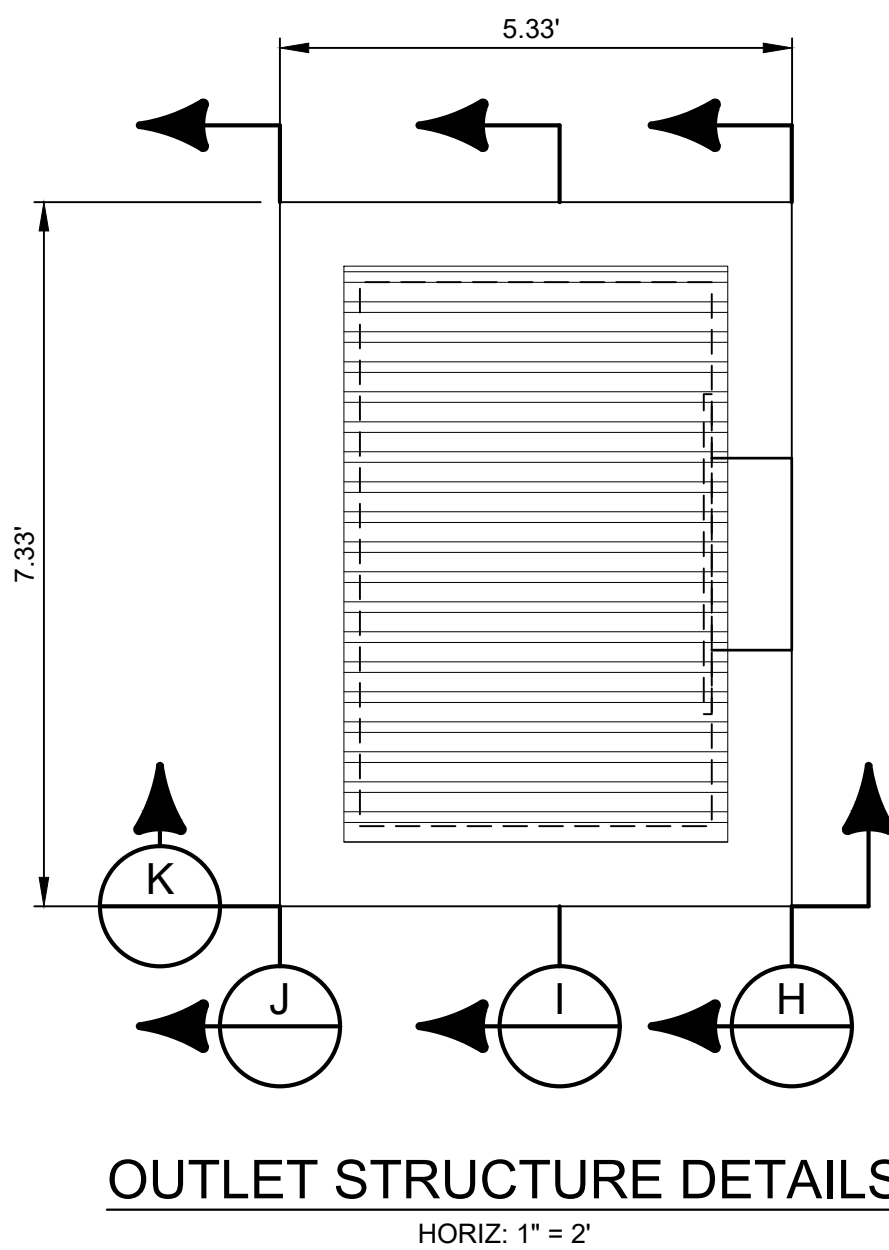 5.33'
7.33'
K
J
I
H
OUTLET STRUCTURE DETAILS
HORIZ: 1" = 2'